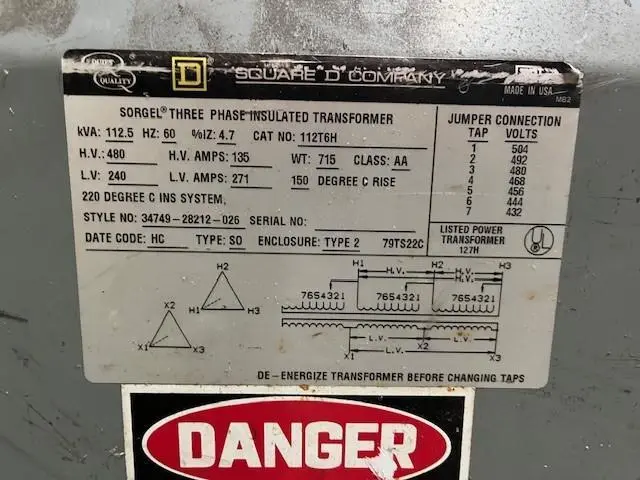 QUIET QUALITY
D SQUARE D COMPANY
MADE IN USA
MB2
SORGEL® THREE PHASE INSULATED TRANSFORMER
kVA: 112.5 HZ: 60 %IZ: 4.7 CAT NO: 112T6H
H.V.: 480 H.V. AMPS: 135 WT: 715 CLASS: AA
L.V: 240 L.V. AMPS: 271 150 DEGREE C RISE
220 DEGREE C INS SYSTEM,
STYLE NO: 34749-28212-026 SERIAL NO:
DATE CODE: HC TYPE: SO ENCLOSURE: TYPE 2 79TS22C
JUMPER CONNECTION
TAP VOLTS
1 504
2 492
3 480
4 468
5 456
6 444
7 432
LISTED POWER
TRANSFORMER
127H
UL
H2
H1 H3
X2
X1 X3
H1 H2 H3
H.V. H.V.
H.V.
7654321 7654321 7654321
L.V. X2 L.V.
X1 L.V. X3
DE-ENERGIZE TRANSFORMER BEFORE CHANGING TAPS
DANGER